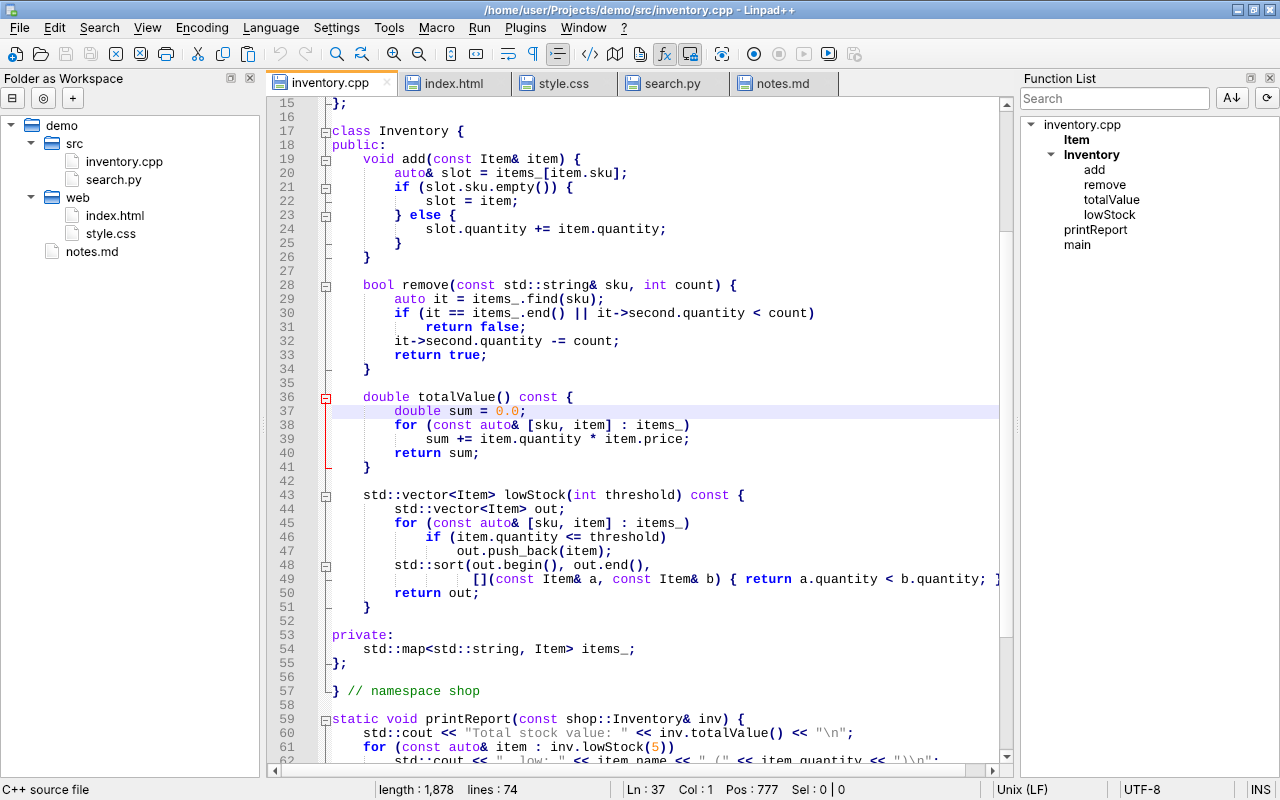 /home/user/Projects/demo/src/inventory.cpp - Linpad++
File Edit Search View Encoding Language Settings Tools Macro Run Plugins Window ?
Folder as Workspace
demo
src
inventory.cpp
search.py
web
index.html
style.css
notes.md
inventory.cpp index.html style.css search.py notes.md
15 };
16
17 class Inventory {
18 public:
19     void add(const Item& item) {
20         auto& slot = items_[item.sku];
21         if (slot.sku.empty()) {
22             slot = item;
23         } else {
24             slot.quantity += item.quantity;
25         }
26     }
27
28     bool remove(const std::string& sku, int count) {
29         auto it = items_.find(sku);
30         if (it == items_.end() || it->second.quantity < count)
31             return false;
32         it->second.quantity -= count;
33         return true;
34     }
35
36     double totalValue() const {
37         double sum = 0.0;
38         for (const auto& [sku, item] : items_)
39             sum += item.quantity * item.price;
40         return sum;
41     }
42
43     std::vector<Item> lowStock(int threshold) const {
44         std::vector<Item> out;
45         for (const auto& [sku, item] : items_)
46             if (item.quantity <= threshold)
47                 out.push_back(item);
48         std::sort(out.begin(), out.end(),
49                   [](const Item& a, const Item& b) { return a.quantity < b.quantity; }
50         return out;
51     }
52
53 private:
54     std::map<std::string, Item> items_;
55 };
56
57 } // namespace shop
58
59 static void printReport(const shop::Inventory& inv) {
60     std::cout << "Total stock value: " << inv.totalValue() << "\n";
61     for (const auto& item : inv.lowStock(5))
62         std::cout << "  low: " << item.name << " (" << item.quantity << ")\n";
Function List
Search
A↓
inventory.cpp
Item
Inventory
add
remove
totalValue
lowStock
printReport
main
C++ source file length : 1,878 lines : 74 Ln : 37 Col : 1 Pos : 777 Sel : 0 | 0 Unix (LF) UTF-8 INS